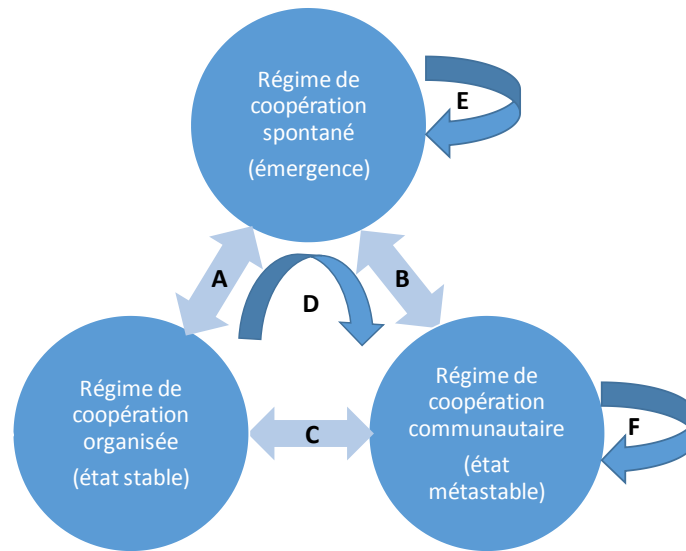 Régime de
coopération
spontané
(émergence)
E
A
B
D
Régime de
coopération
organisée
(état stable)
C
Régime de
coopération
communautaire
(état
métastable)
F